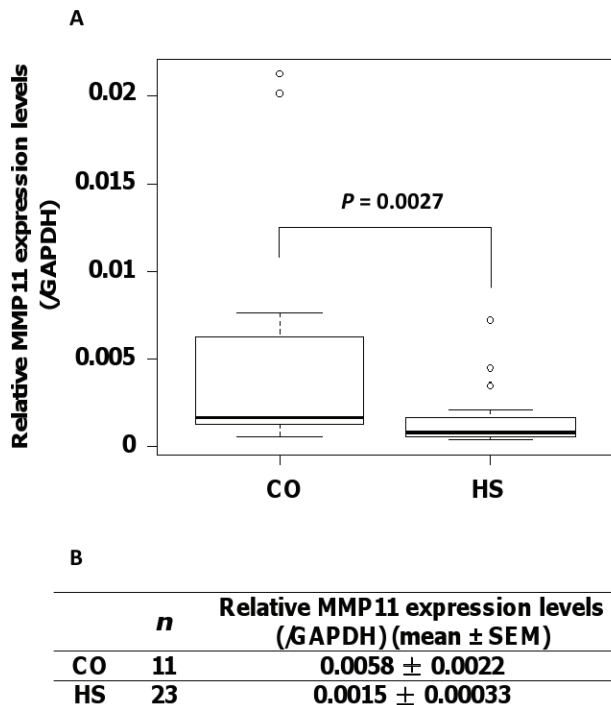 A
Relative MMP11 expression levels
(/GAPDH)
0.02
0.015
0.01
0.005
0
P = 0.0027
CO HS
B
n Relative MMP11 expression levels
(/GAPDH) (mean ± SEM)
CO 11 0.0058 ± 0.0022
HS 23 0.0015 ± 0.00033